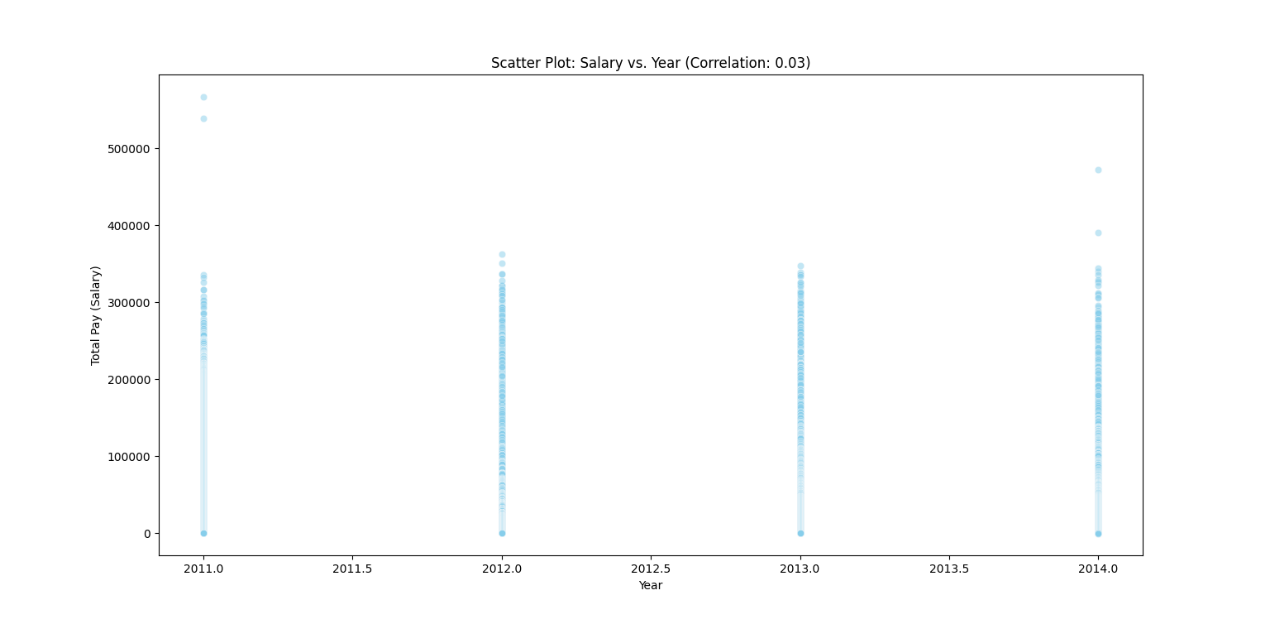 Scatter Plot: Salary vs. Year (Correlation: 0.03)
500000
400000
300000
200000
100000
0
Total Pay (Salary)
2011.0 2011.5 2012.0 2012.5 2013.0 2013.5 2014.0
Year